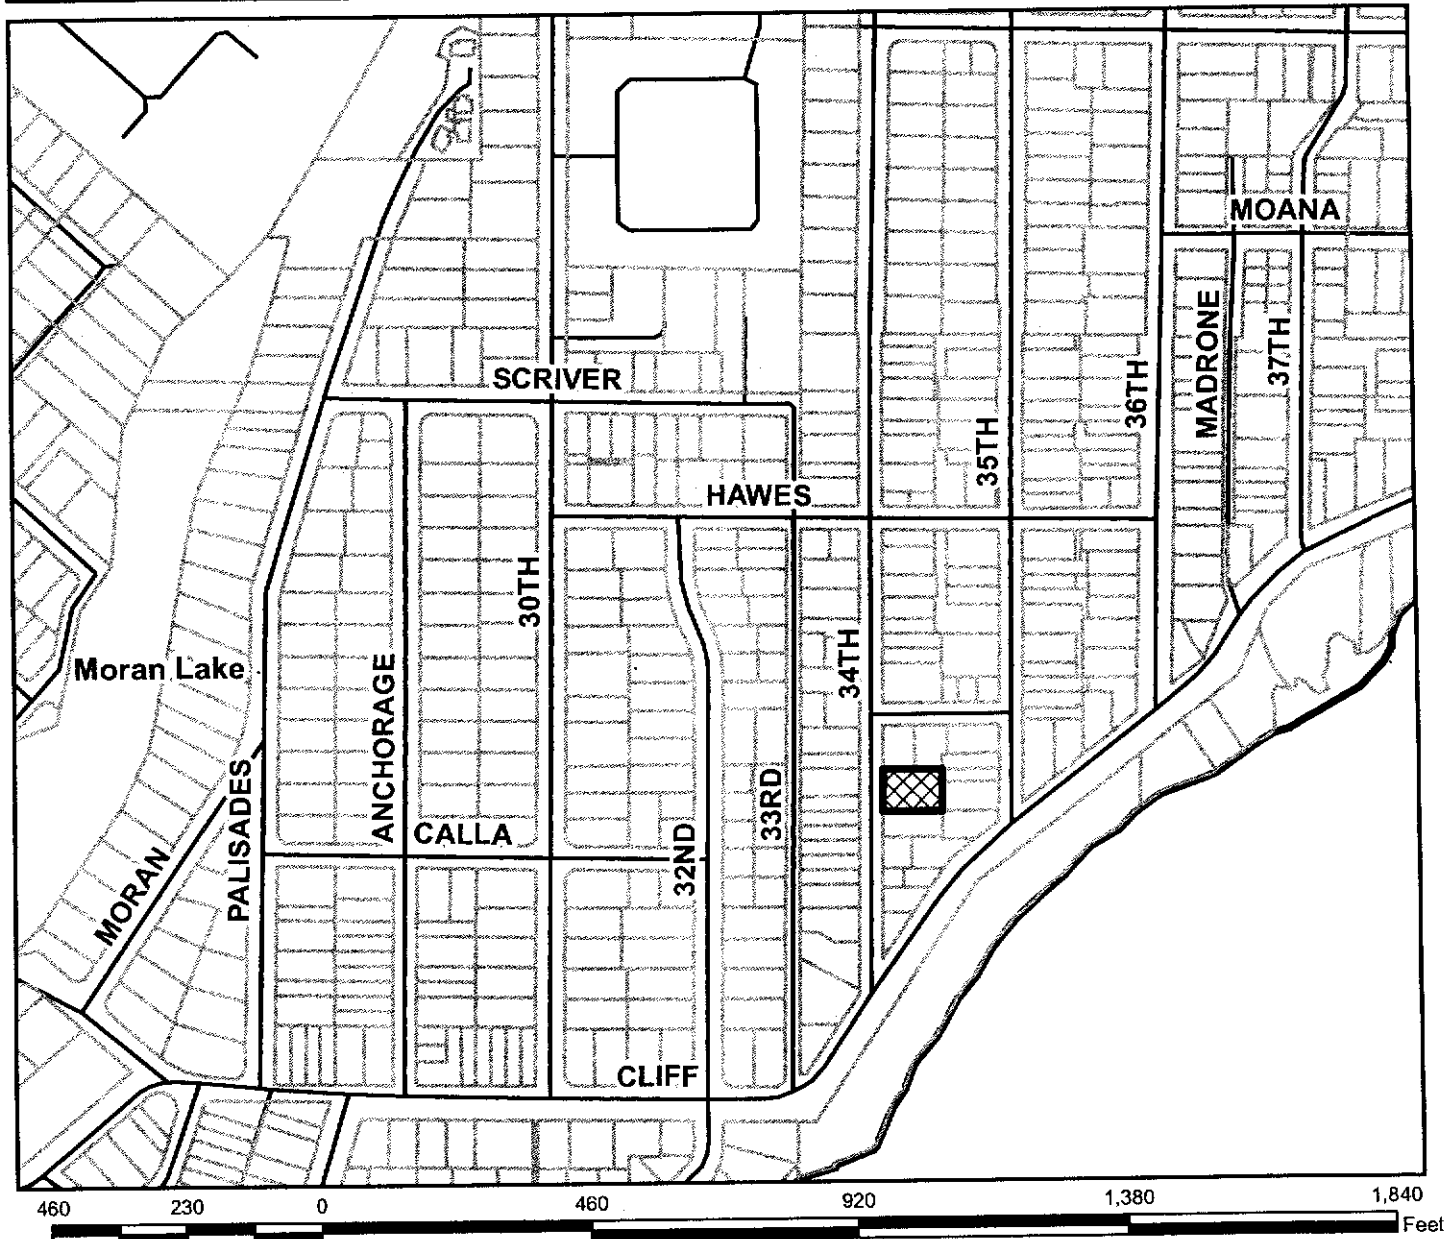 MOANA
MADRONE
37TH
SCRIVER
36TH
35TH
HAWES
30TH
34TH
Moran Lake
ANCHORAGE
PALISADES
33RD
CALLA
32ND
MORAN
CLIFF
460 230 0 460 920 1,380 1,840
Feet